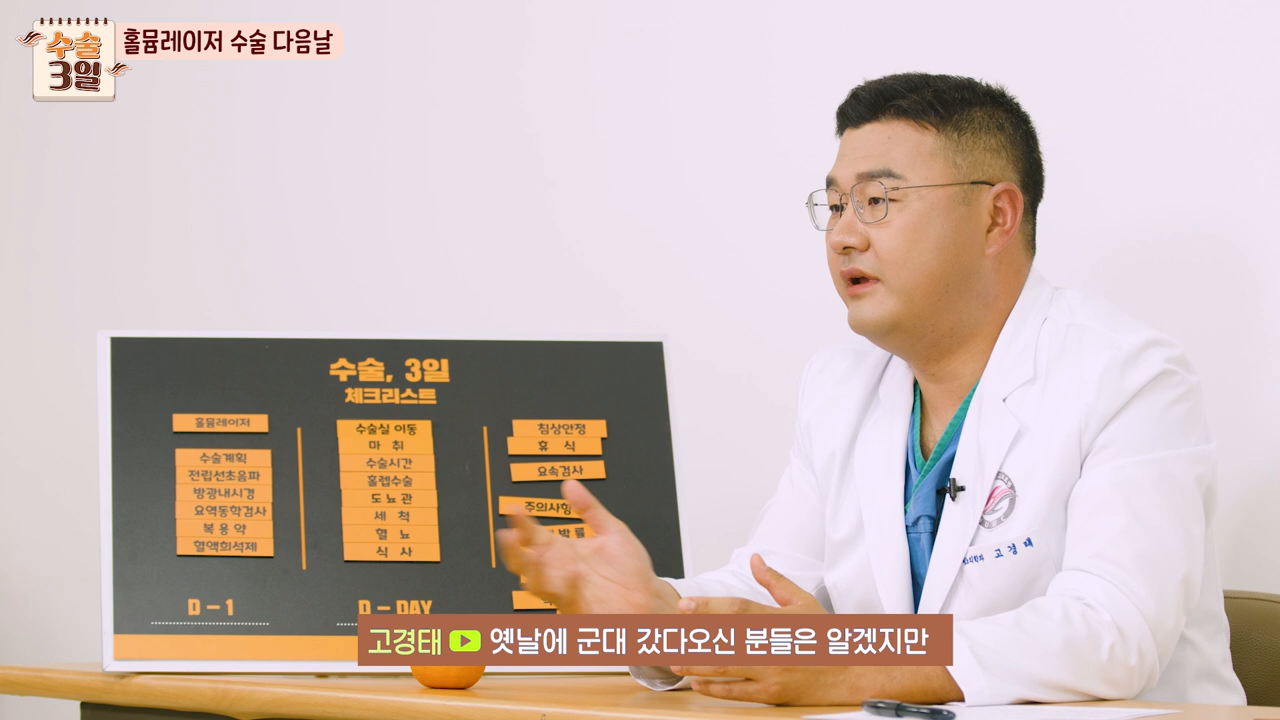 수술
3일
홀뮴레이저 수술 다음날
수술, 3일
체크리스트
홀뮴레이저
수술계획
전립선초음파
방광내시경
요역동학검사
복용약
혈액희석제
D - 1
수술실 이동
마 취
수술시간
홀렙수술
도 뇨 관
세 척
혈 뇨
식 사
D - DAY
침상안정
휴 식
요속검사
주의사항
고 경 태
고경태 옛날에 군대 갔다오신 분들은 알겠지만